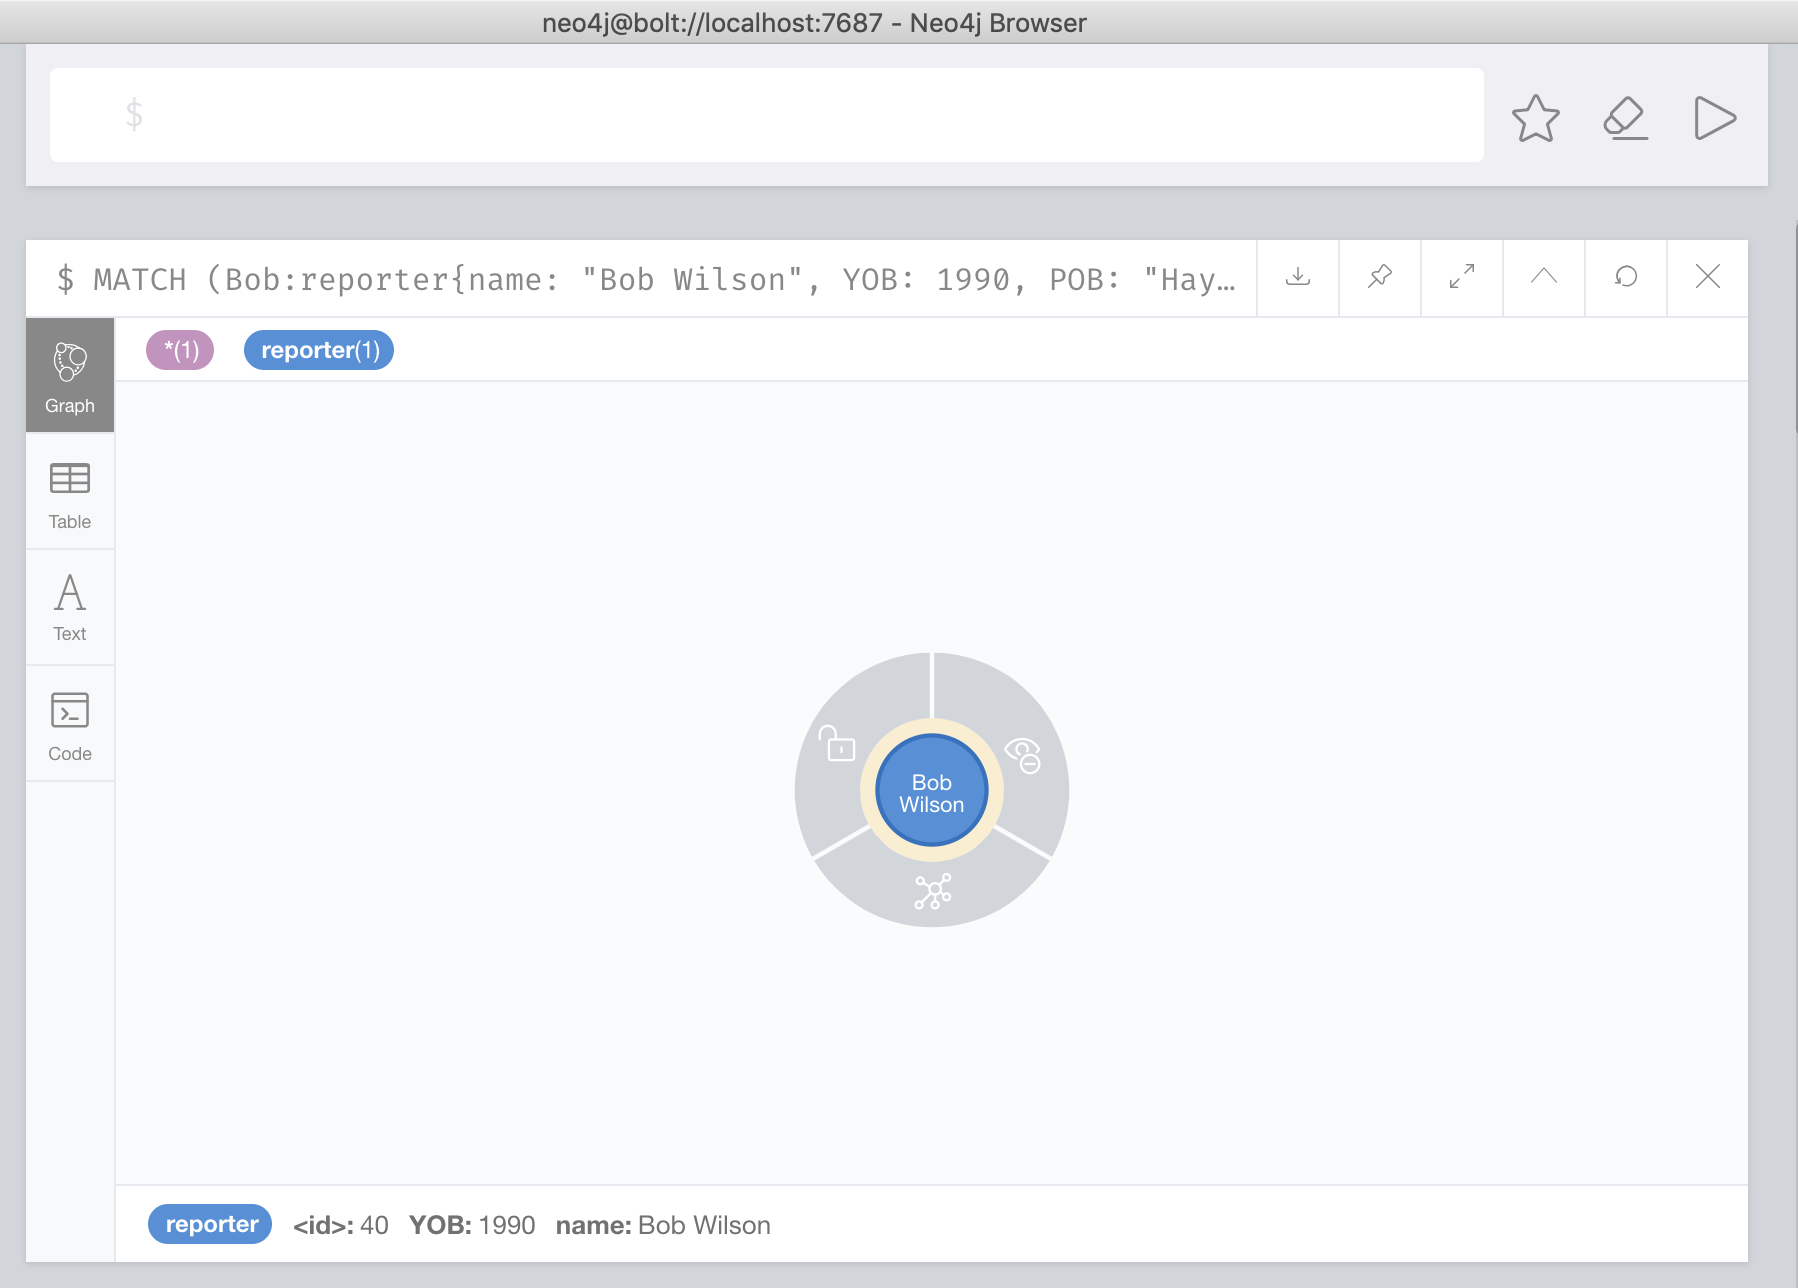 neo4j@bolt://localhost:7687 - Neo4j Browser
$
$ MATCH (Bob:reporter{name: "Bob Wilson", YOB: 1990, POB: "Hay…
*(1) reporter(1)
Graph
Table
Text
Code
Bob
Wilson
reporter <id>: 40 YOB: 1990 name: Bob Wilson